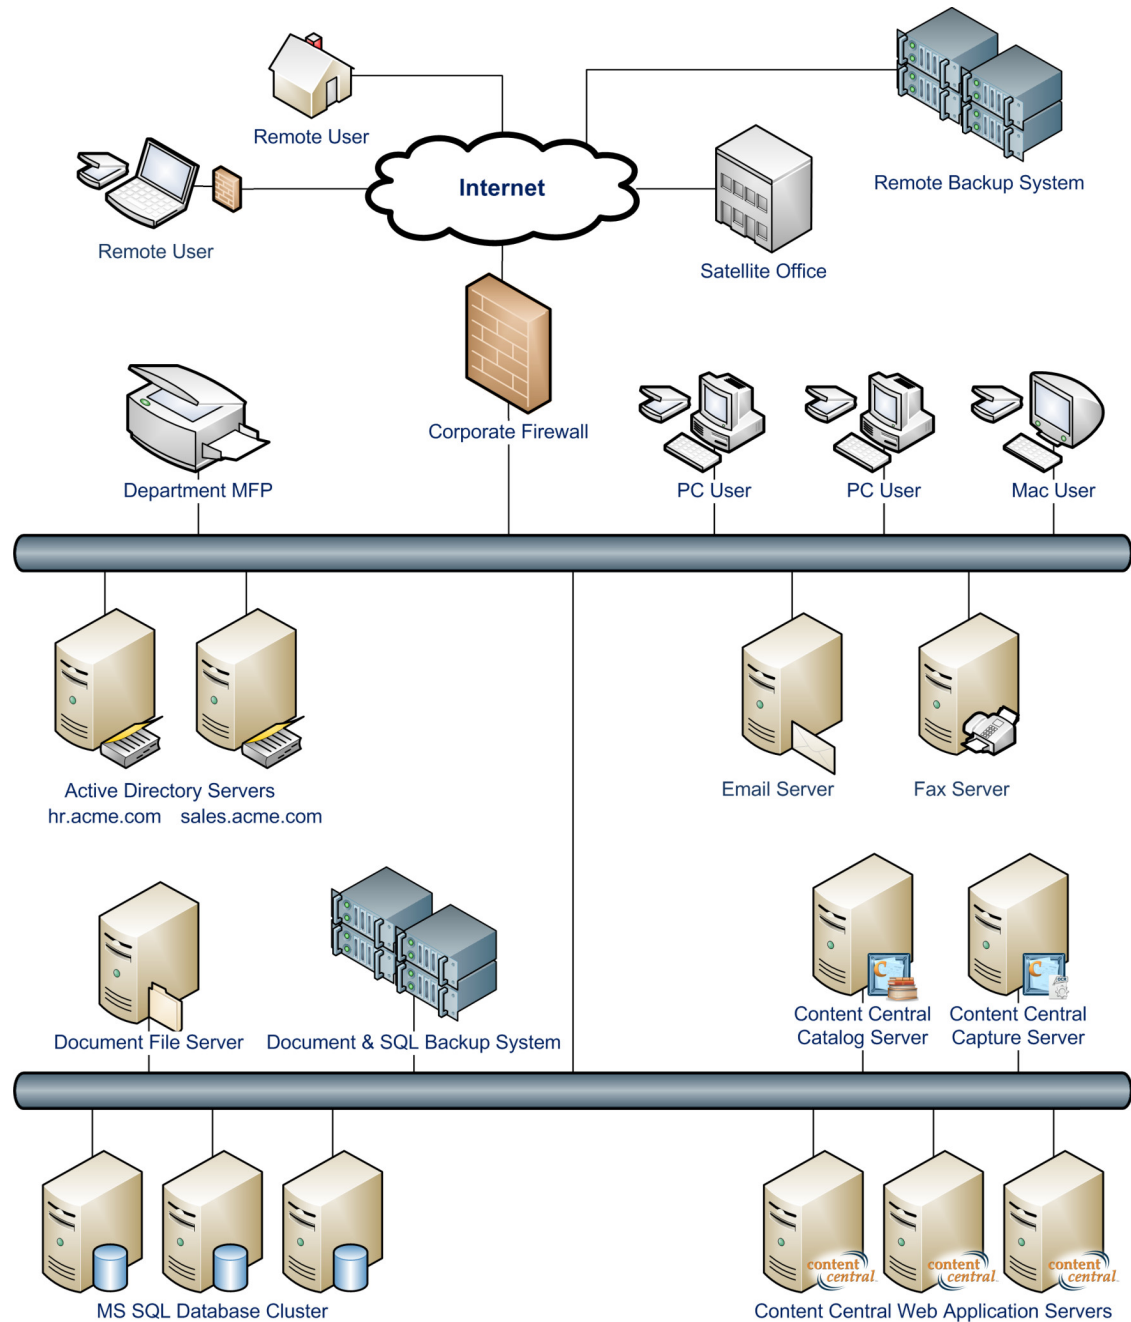 Remote User
Internet
Remote Backup System
Remote User
Satellite Office
Corporate Firewall
Department MFP
PC User
PC User
Mac User
Active Directory Servers
hr.acme.com
sales.acme.com
Email Server
Fax Server
Document File Server
Document & SQL Backup System
C
Content Central
Catalog Server
C
OCR
Content Central
Capture Server
MS SQL Database Cluster
content
central
content
central
content
central
Content Central Web Application Servers